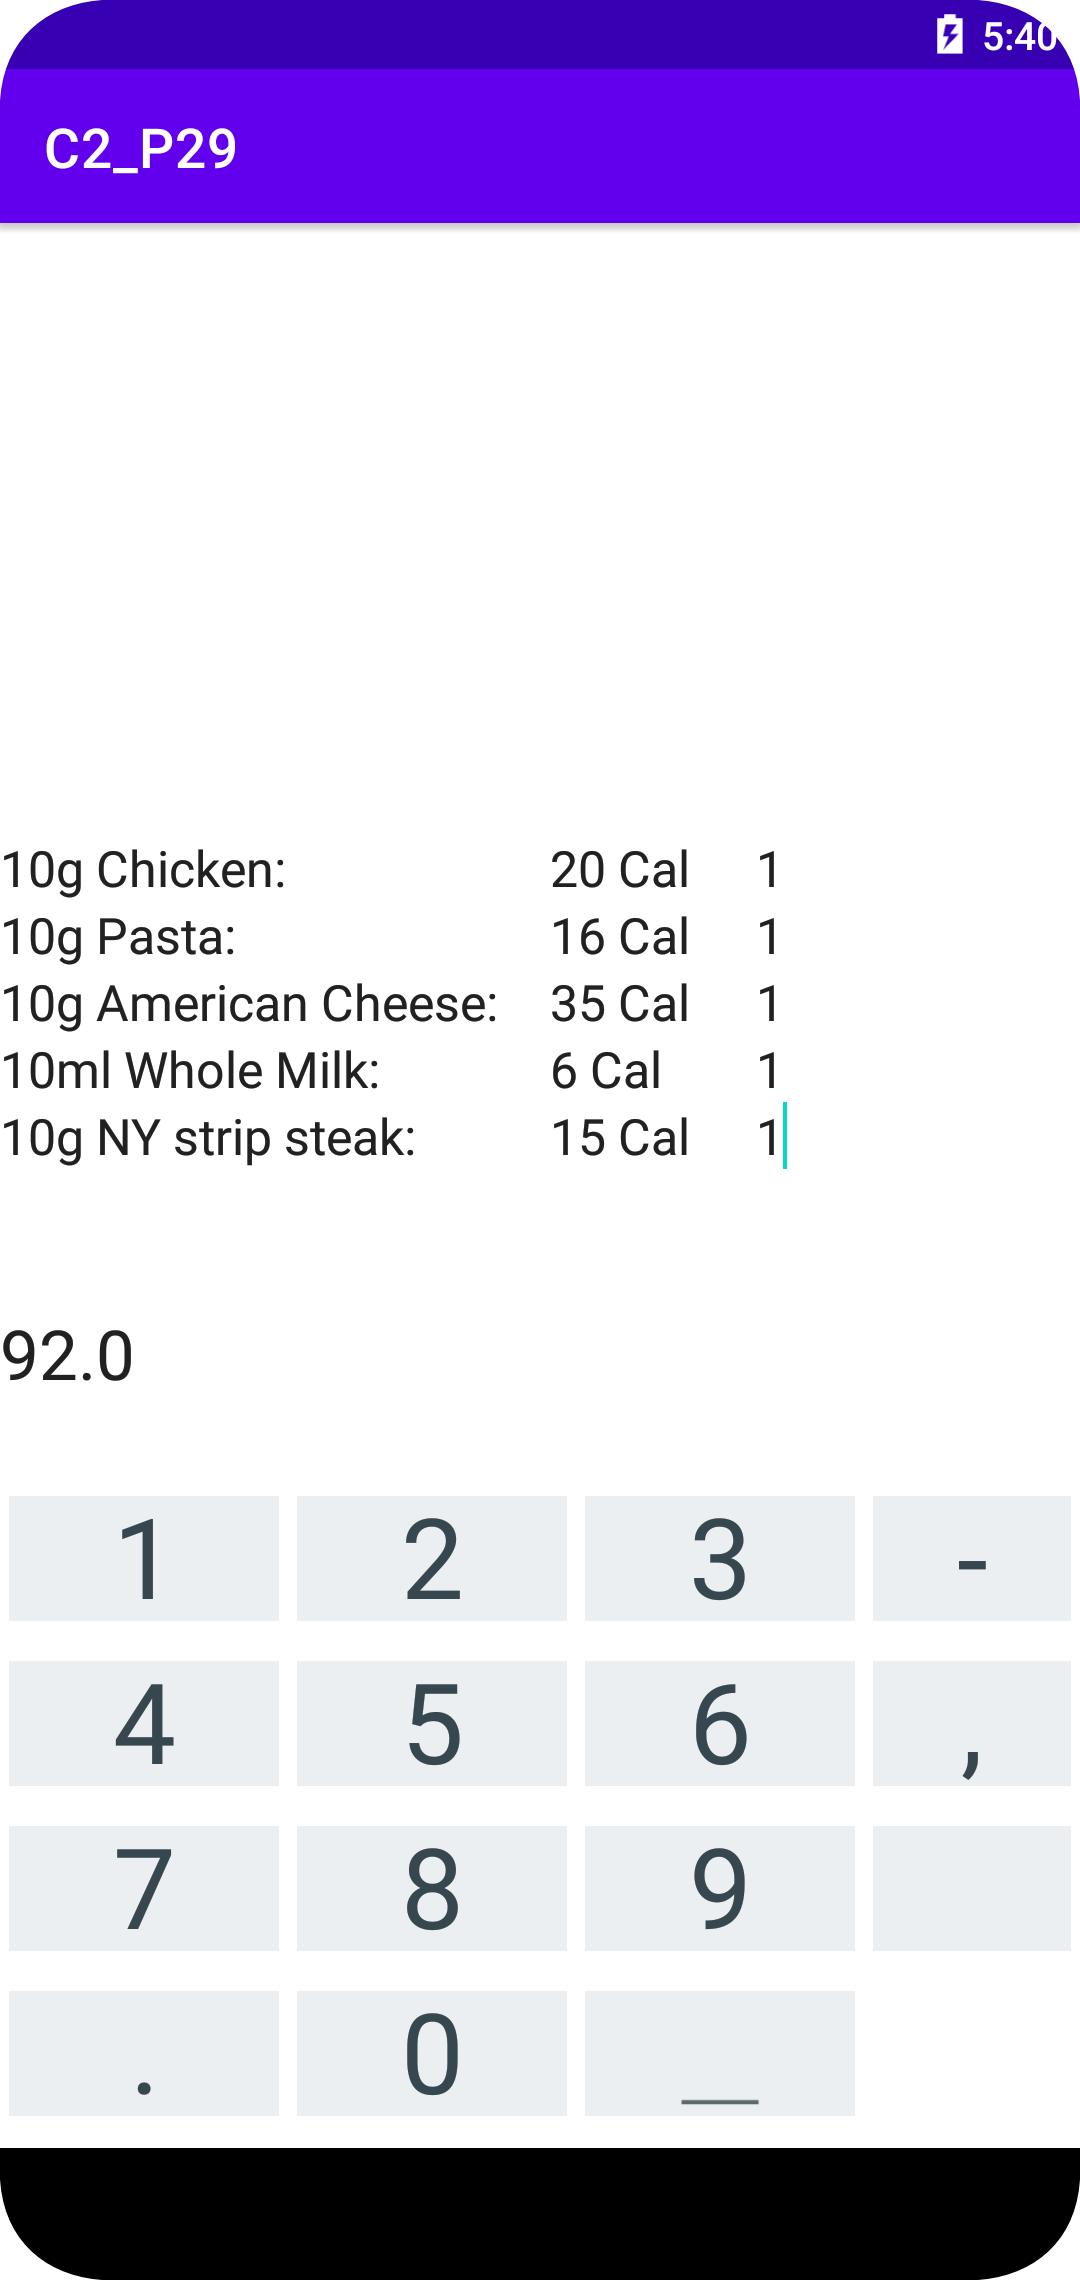 5:40
C2_P29
10g Chicken: 20 Cal 1
10g Pasta: 16 Cal 1
10g American Cheese: 35 Cal 1
10ml Whole Milk: 6 Cal 1
10g NY strip steak: 15 Cal 1
92.0
1 2 3 -
4 5 6 ,
7 8 9
. 0 _